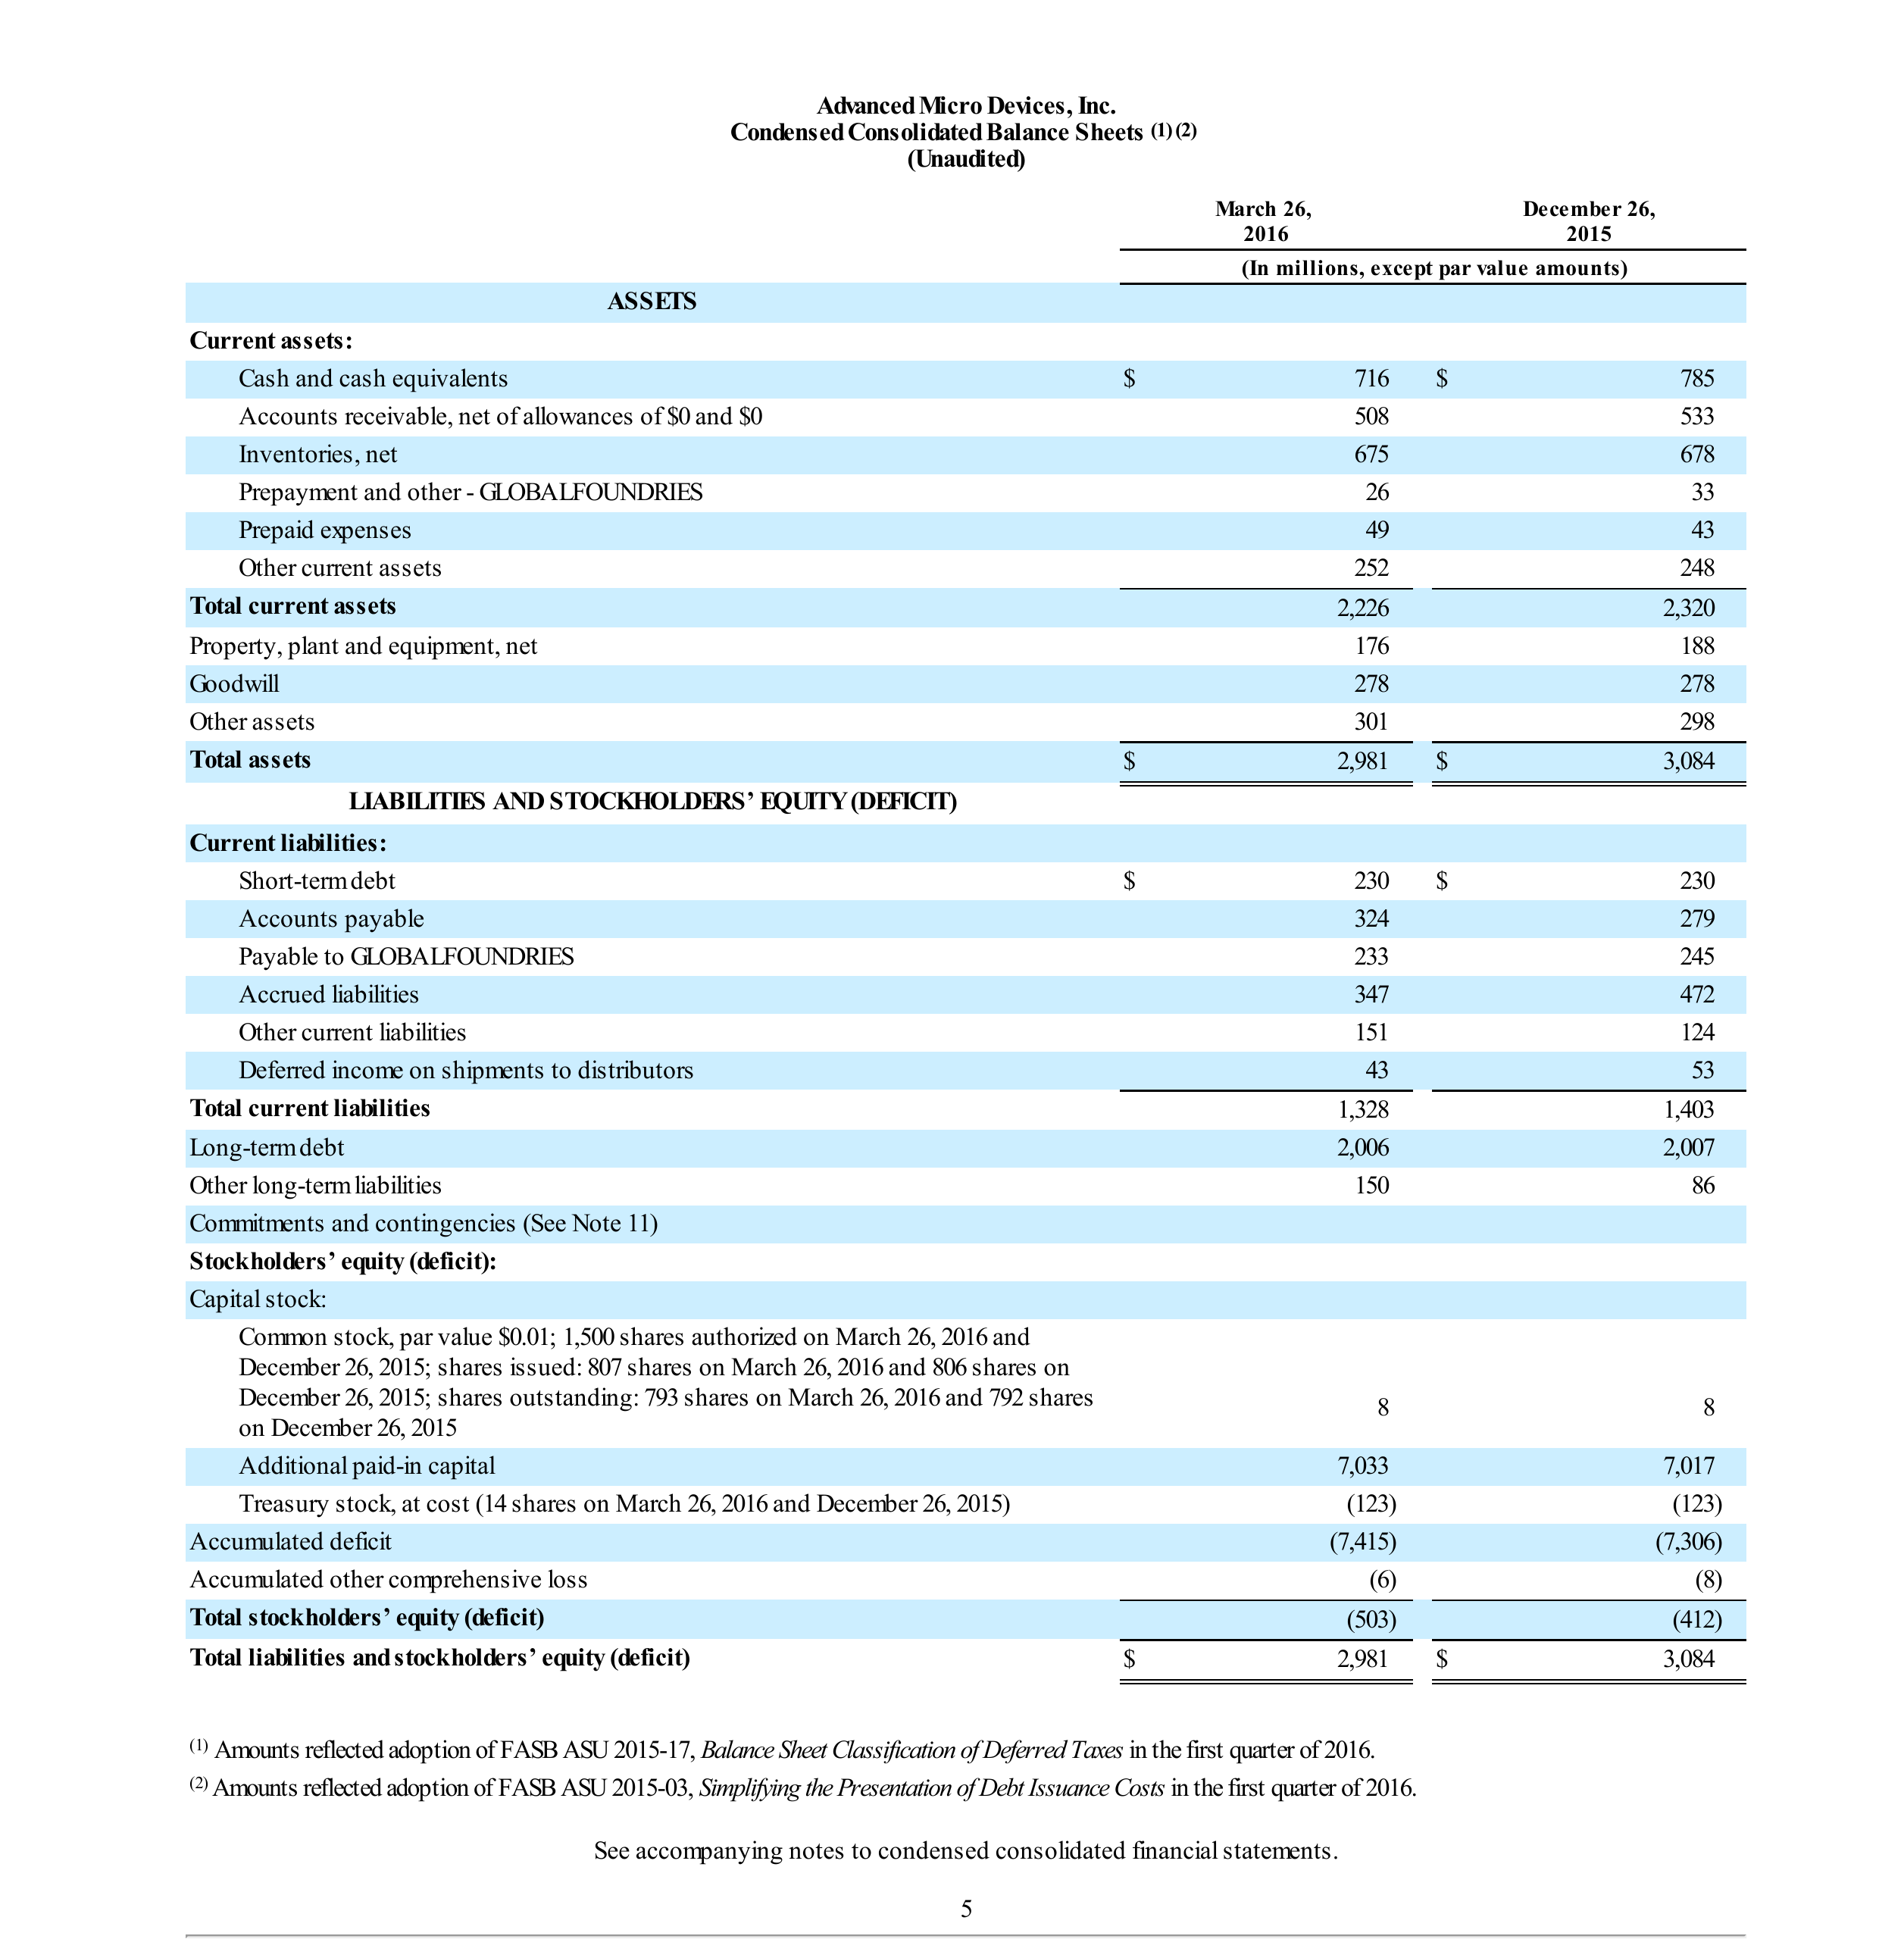 Advanced Micro Devices, Inc.
Condensed Consolidated Balance Sheets (1) (2)
(Unaudited)
March 26, 2016 December 26, 2015
(In millions, except par value amounts)
ASSETS
Current assets:
Cash and cash equivalents $ 716 $ 785
Accounts receivable, net of allowances of $0 and $0 508 533
Inventories, net 675 678
Prepayment and other - GLOBALFOUNDRIES 26 33
Prepaid expenses 49 43
Other current assets 252 248
Total current assets 2,226 2,320
Property, plant and equipment, net 176 188
Goodwill 278 278
Other assets 301 298
Total assets $ 2,981 $ 3,084
LIABILITIES AND STOCKHOLDERS’ EQUITY (DEFICIT)
Current liabilities:
Short-term debt $ 230 $ 230
Accounts payable 324 279
Payable to GLOBALFOUNDRIES 233 245
Accrued liabilities 347 472
Other current liabilities 151 124
Deferred income on shipments to distributors 43 53
Total current liabilities 1,328 1,403
Long-term debt 2,006 2,007
Other long-term liabilities 150 86
Commitments and contingencies (See Note 11)
Stockholders’ equity (deficit):
Capital stock:
Common stock, par value $0.01; 1,500 shares authorized on March 26, 2016 and
December 26, 2015; shares issued: 807 shares on March 26, 2016 and 806 shares on
December 26, 2015; shares outstanding: 793 shares on March 26, 2016 and 792 shares
on December 26, 2015 8 8
Additional paid-in capital 7,033 7,017
Treasury stock, at cost (14 shares on March 26, 2016 and December 26, 2015) (123) (123)
Accumulated deficit (7,415) (7,306)
Accumulated other comprehensive loss (6) (8)
Total stockholders’ equity (deficit) (503) (412)
Total liabilities and stockholders’ equity (deficit) $ 2,981 $ 3,084
(1) Amounts reflected adoption of FASB ASU 2015-17, Balance Sheet Classification of Deferred Taxes in the first quarter of 2016.
(2) Amounts reflected adoption of FASB ASU 2015-03, Simplifying the Presentation of Debt Issuance Costs in the first quarter of 2016.
See accompanying notes to condensed consolidated financial statements.
5